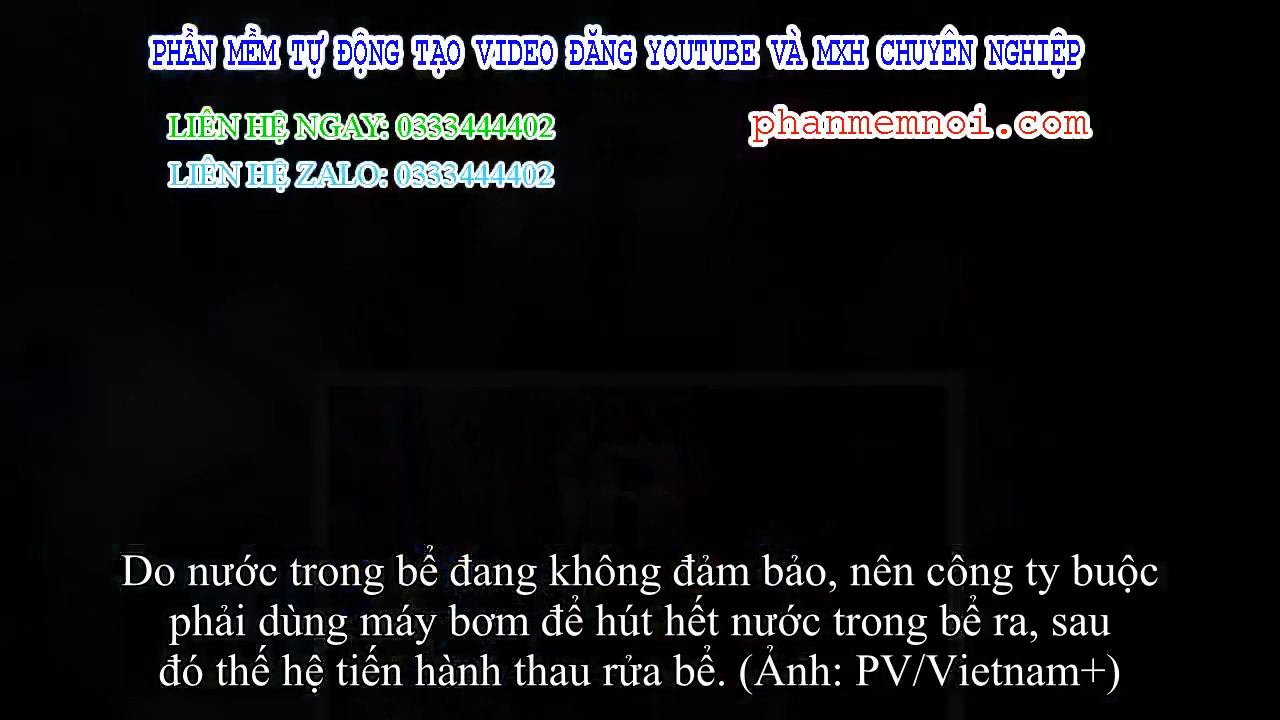 PHẦN MỀM TỰ ĐỘNG TẠO VIDEO ĐĂNG YOUTUBE VÀ MXH CHUYÊN NGHIỆP
LIÊN HỆ NGAY: 0333444402
phanmemnoi.com
LIÊN HỆ ZALO: 0333444402
Do nước trong bể đang không đảm bảo, nên công ty buộc
phải dùng máy bơm để hút hết nước trong bể ra, sau
đó thế hệ tiến hành thau rửa bể. (Ảnh: PV/Vietnam+)